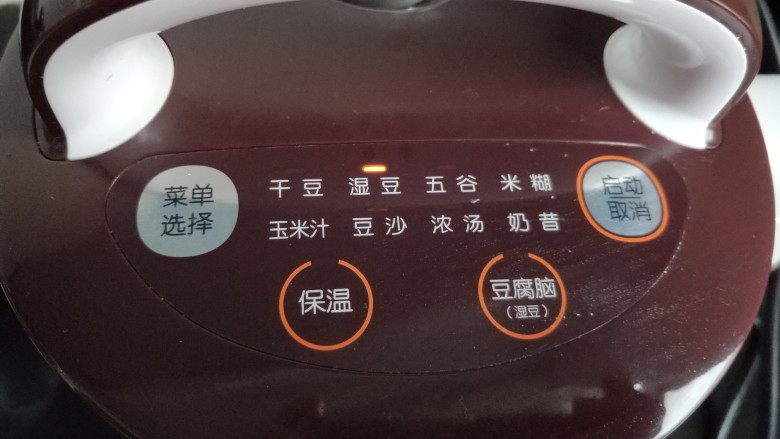 菜单
选择
干豆 湿豆 五谷 米糊
启动
取消
玉米汁 豆沙 浓汤 奶昔
保温
豆腐脑
（湿豆）